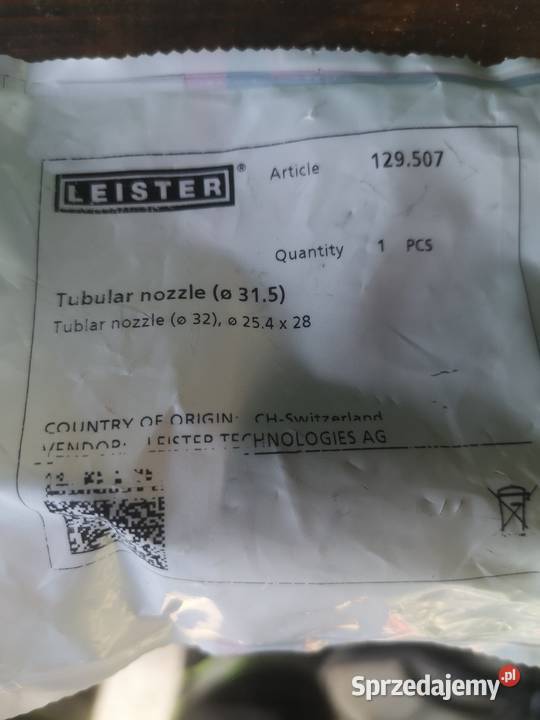 LEISTER®
Article 129.507
Quantity 1 PCS
Tubular nozzle (ø 31.5)
Tublar nozzle (ø 32), ø 25.4 x 28
COUNTRY OF ORIGIN: CH-Switzerland
VENDOR: LEISTER TECHNOLOGIES AG
Sprzedajemy.pl